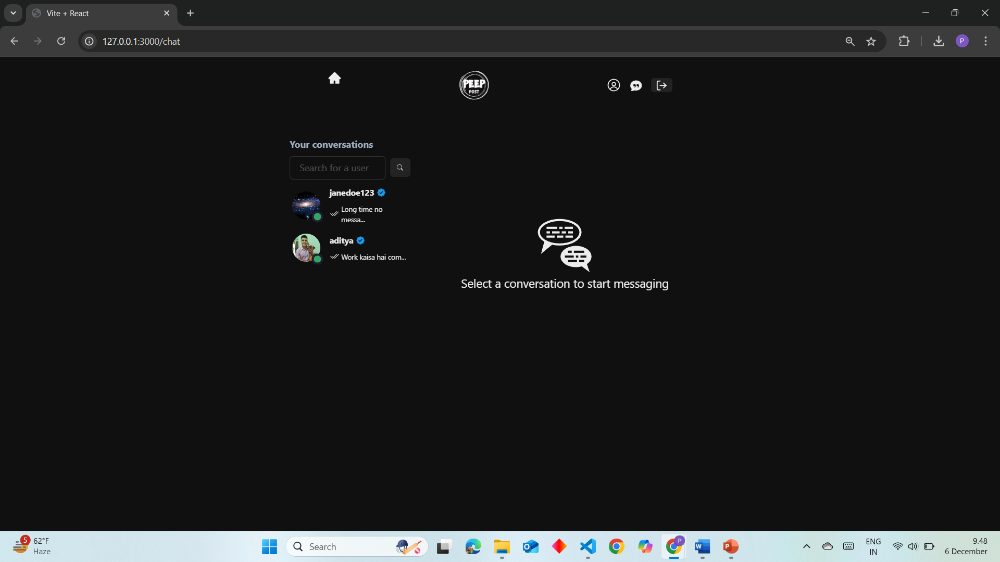 Vite + React
127.0.0.1:3000/chat
P
PEEP
POST
Your conversations
Search for a user
janedoe123
Long time no
messa...
aditya
Work kaisa hai com...
Select a conversation to start messaging
5
62°F
Haze
Search
P
ENG
IN
9.48
6 December